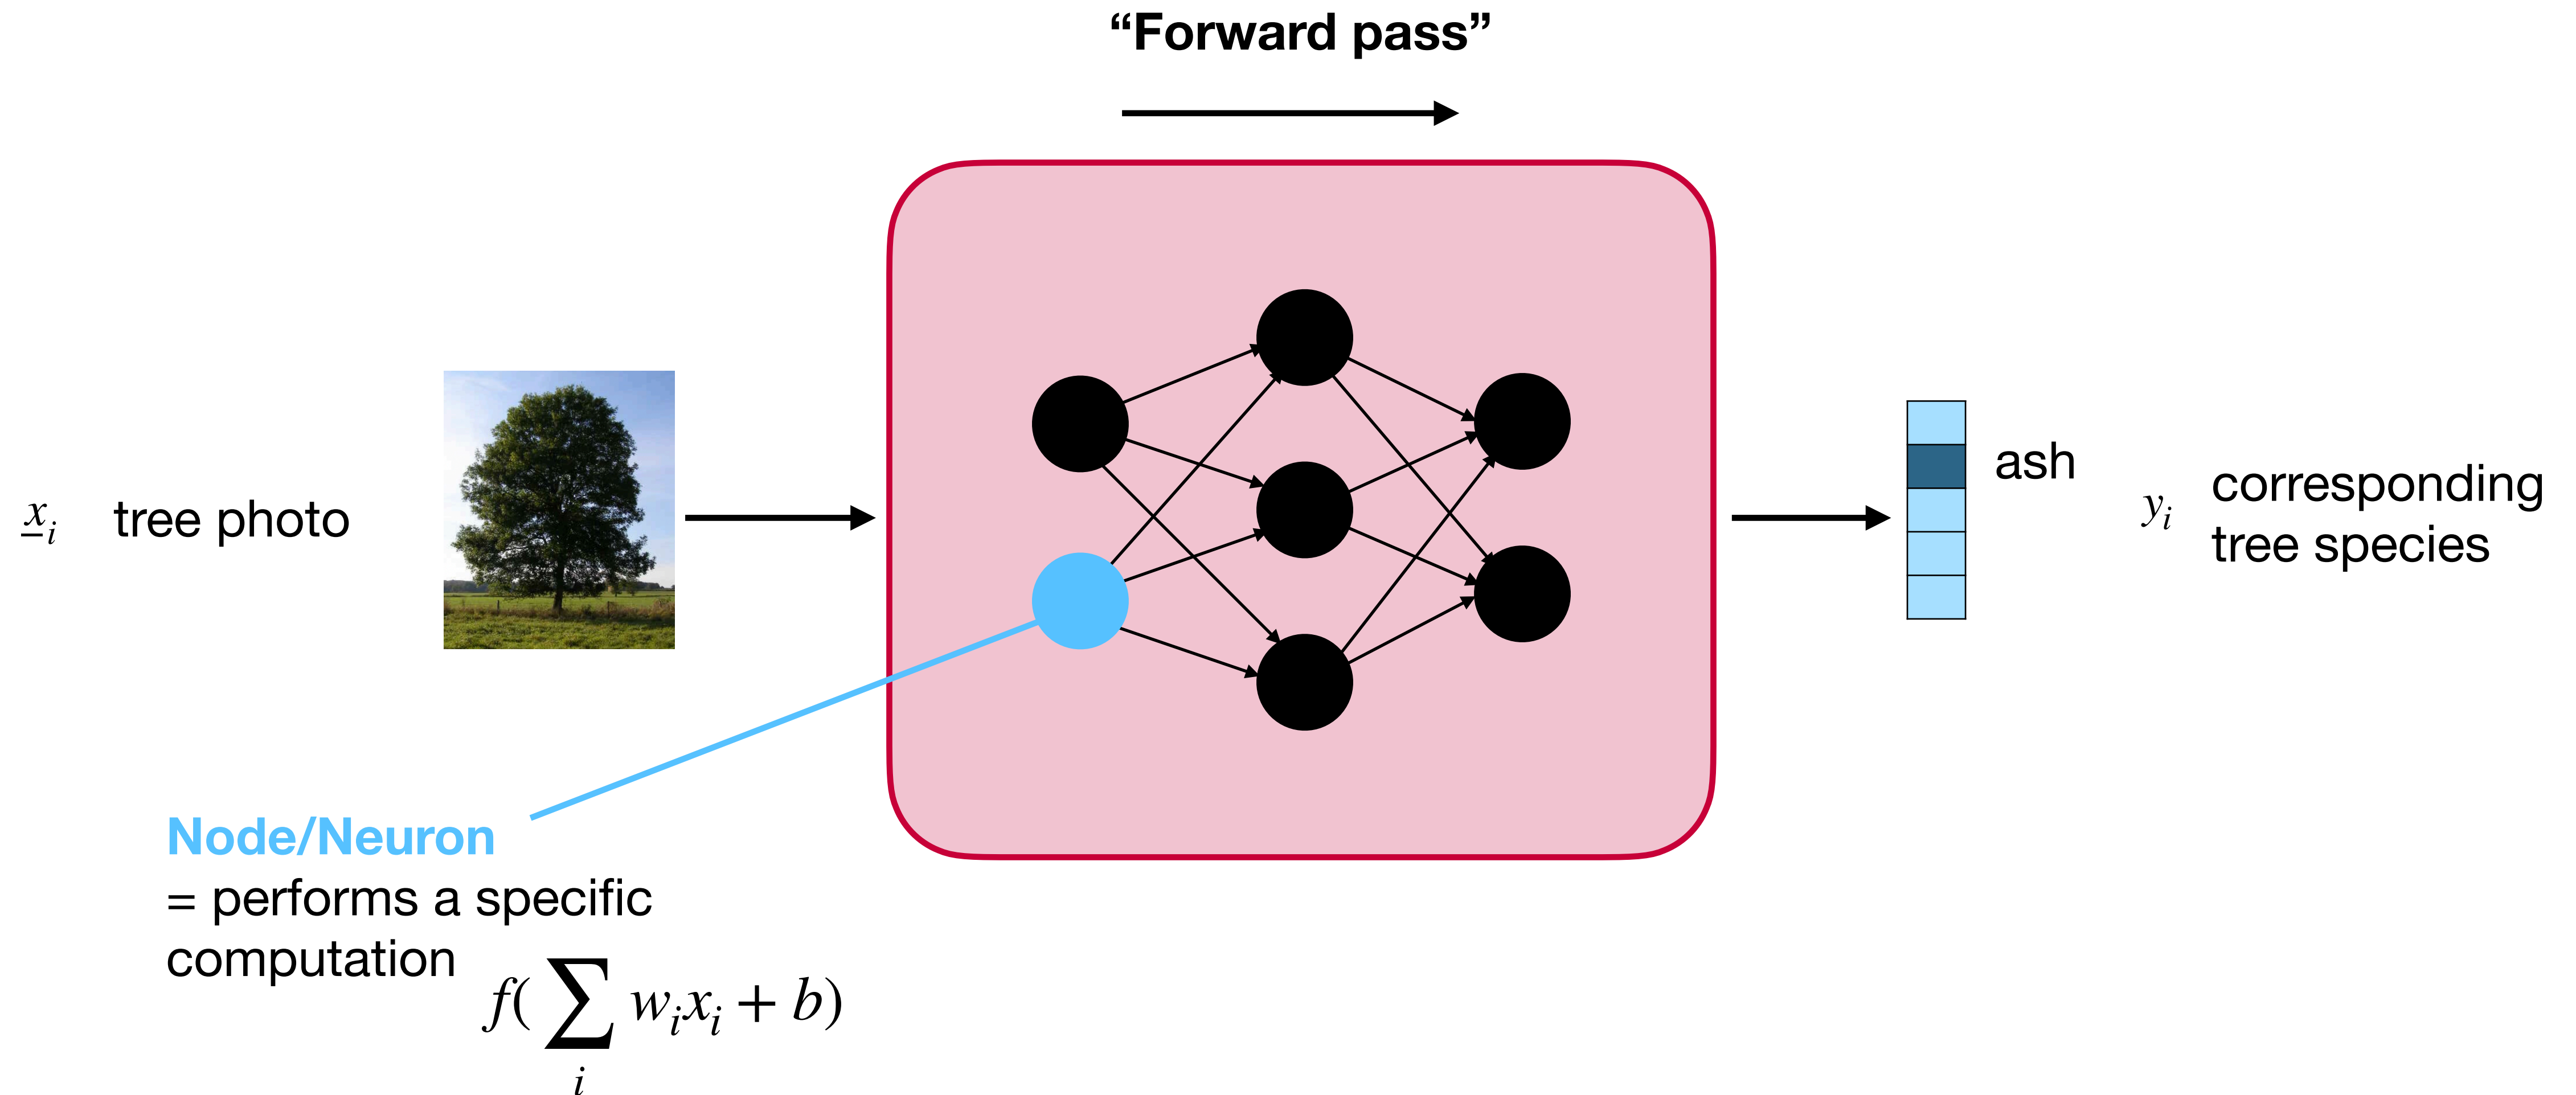 “Forward pass”
x_i tree photo
ash
y_i corresponding
tree species
Node/Neuron
= performs a specific
computation
f(∑_i w_i x_i + b)